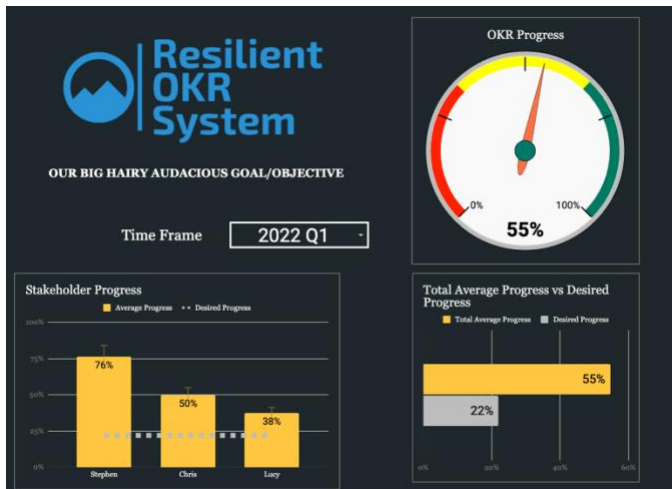 Resilient
OKR
System
OUR BIG HAIRY AUDACIOUS GOAL/OBJECTIVE
Time Frame
2022 Q1
OKR Progress
0%
100%
55%
Stakeholder Progress
Average Progress
Desired Progress
100%
75%
50%
25%
0%
76%
50%
38%
Stephen
Chris
Lucy
Total Average Progress vs Desired
Progress
Total Average Progress
Desired Progress
55%
22%
0%
20%
40%
60%